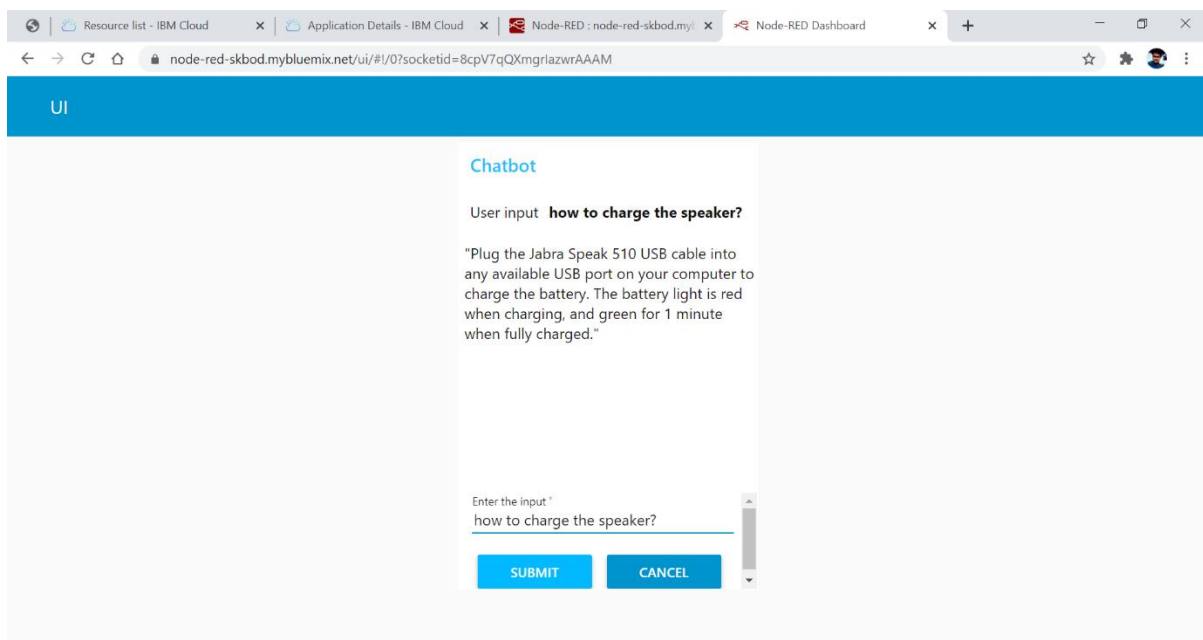 Resource list - IBM Cloud
Application Details - IBM Cloud
Node-RED : node-red-skbod.myb
Node-RED Dashboard
node-red-skbod.mybluemix.net/ui/#!/0?socketid=8cpV7qQXmgrIazwrAAAM
UI
Chatbot
User input how to charge the speaker?
"Plug the Jabra Speak 510 USB cable into
any available USB port on your computer to
charge the battery. The battery light is red
when charging, and green for 1 minute
when fully charged."
Enter the input *
how to charge the speaker?
SUBMIT
CANCEL